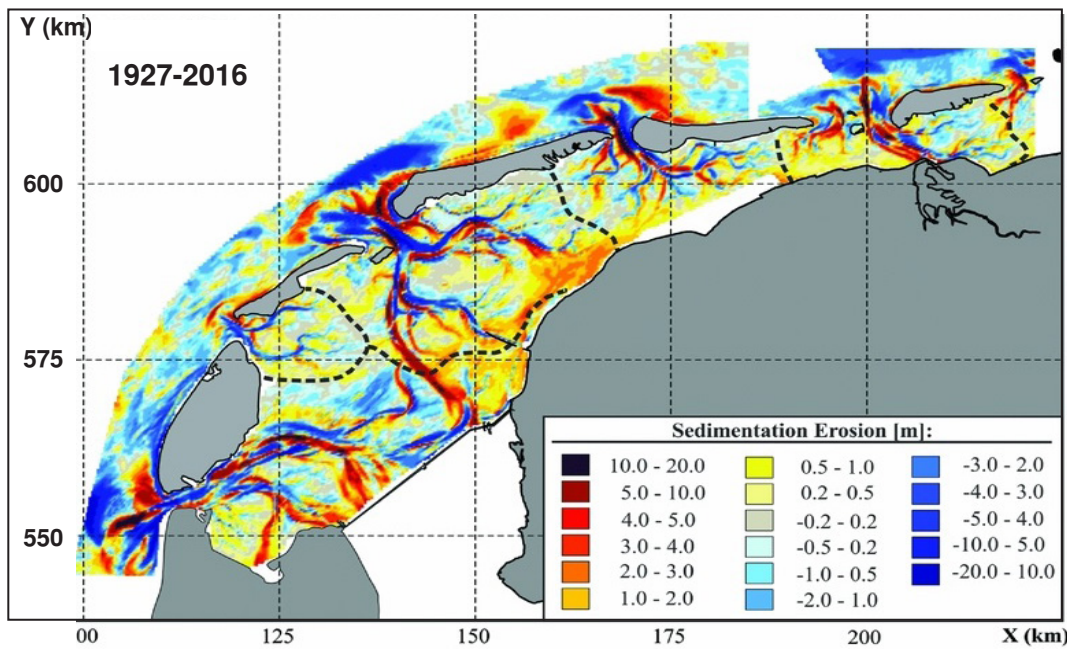 Y (km)
1927-2016
600
575
550
Sedimentation Erosion [m]:
10.0 - 20.0 0.5 - 1.0 -3.0 - 2.0
5.0 - 10.0 0.2 - 0.5 -4.0 - 3.0
4.0 - 5.0 -0.2 - 0.2 -5.0 - 4.0
3.0 - 4.0 -0.5 - 0.2 -10.0 - 5.0
2.0 - 3.0 -1.0 - 0.5 -20.0 - 10.0
1.0 - 2.0 -2.0 - 1.0
00 125 150 175 200 X (km)